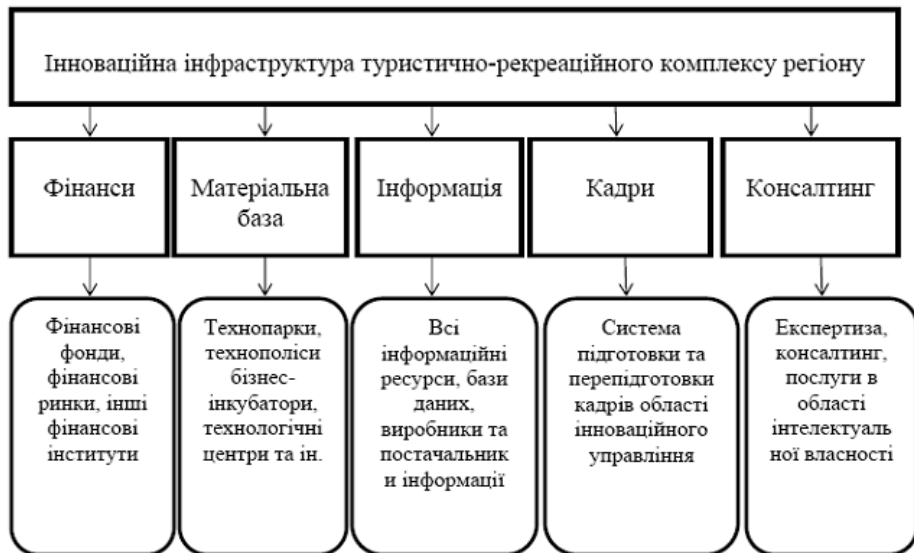 Інноваційна інфраструктура туристично-рекреаційного комплексу регіону
Фінанси
Матеріальна
база
Інформація
Кадри
Консалтинг
Фінансові
фонди,
фінансові
ринки, інші
фінансові
інститути
Технопарки,
технополіси
бізнес-
інкубатори,
технологічні
центри та ін.
Всі
інформаційні
ресурси, бази
даних,
виробники та
постачальник
и інформації
Система
підготовки та
перепідготовки
кадрів області
інноваційного
управління
Експертиза,
консалтинг,
послуги в
області
інтелектуаль
ної власності